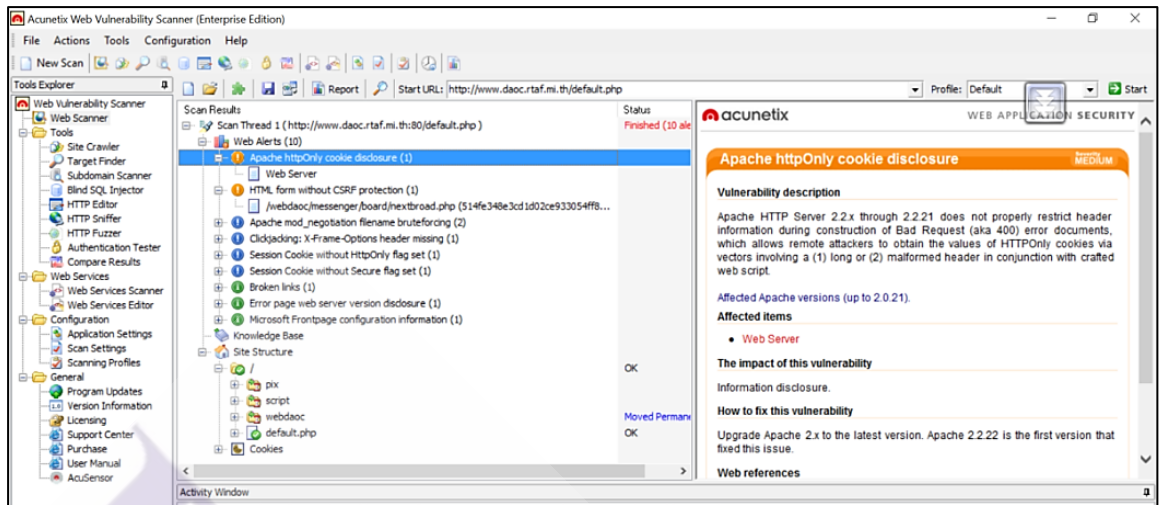 Acunetix Web Vulnerability Scanner (Enterprise Edition)
File Actions Tools Configuration Help
New Scan
Tools Explorer
Report Start URL: http://www.daoc.rtaf.mi.th/default.php Profile: Default Start
Web Vulnerability Scanner
Web Scanner
Tools
Site Crawler
Target Finder
Subdomain Scanner
Blind SQL Injector
HTTP Editor
HTTP Sniffer
HTTP Fuzzer
Authentication Tester
Compare Results
Web Services
Web Services Scanner
Web Services Editor
Configuration
Application Settings
Scan Settings
Scanning Profiles
General
Program Updates
Version Information
Licensing
Support Center
Purchase
User Manual
AcuSensor
Scan Results Status
Scan Thread 1 ( http://www.daoc.rtaf.mi.th:80/default.php ) Finished (10 ale
Web Alerts (10)
Apache httpOnly cookie disclosure (1)
Web Server
HTML form without CSRF protection (1)
/webdaoc/messenger/board/nextbroad.php (514fe348e3cd1d02ce933054ff8...
Apache mod_negotiation filename bruteforcing (2)
Clickjacking: X-Frame-Options header missing (1)
Session Cookie without HttpOnly flag set (1)
Session Cookie without Secure flag set (1)
Broken links (1)
Error page web server version disclosure (1)
Microsoft Frontpage configuration information (1)
Knowledge Base
Site Structure
/ OK
pix
script
webdaoc Moved Permane
default.php OK
Cookies
Activity Window
acunetix WEB APPLICATION SECURITY
Apache httpOnly cookie disclosure Severity MEDIUM
Vulnerability description
Apache HTTP Server 2.2.x through 2.2.21 does not properly restrict header
information during construction of Bad Request (aka 400) error documents,
which allows remote attackers to obtain the values of HTTPOnly cookies via
vectors involving a (1) long or (2) malformed header in conjunction with crafted
web script.
Affected Apache versions (up to 2.0.21).
Affected items
Web Server
The impact of this vulnerability
Information disclosure.
How to fix this vulnerability
Upgrade Apache 2.x to the latest version. Apache 2.2.22 is the first version that
fixed this issue.
Web references